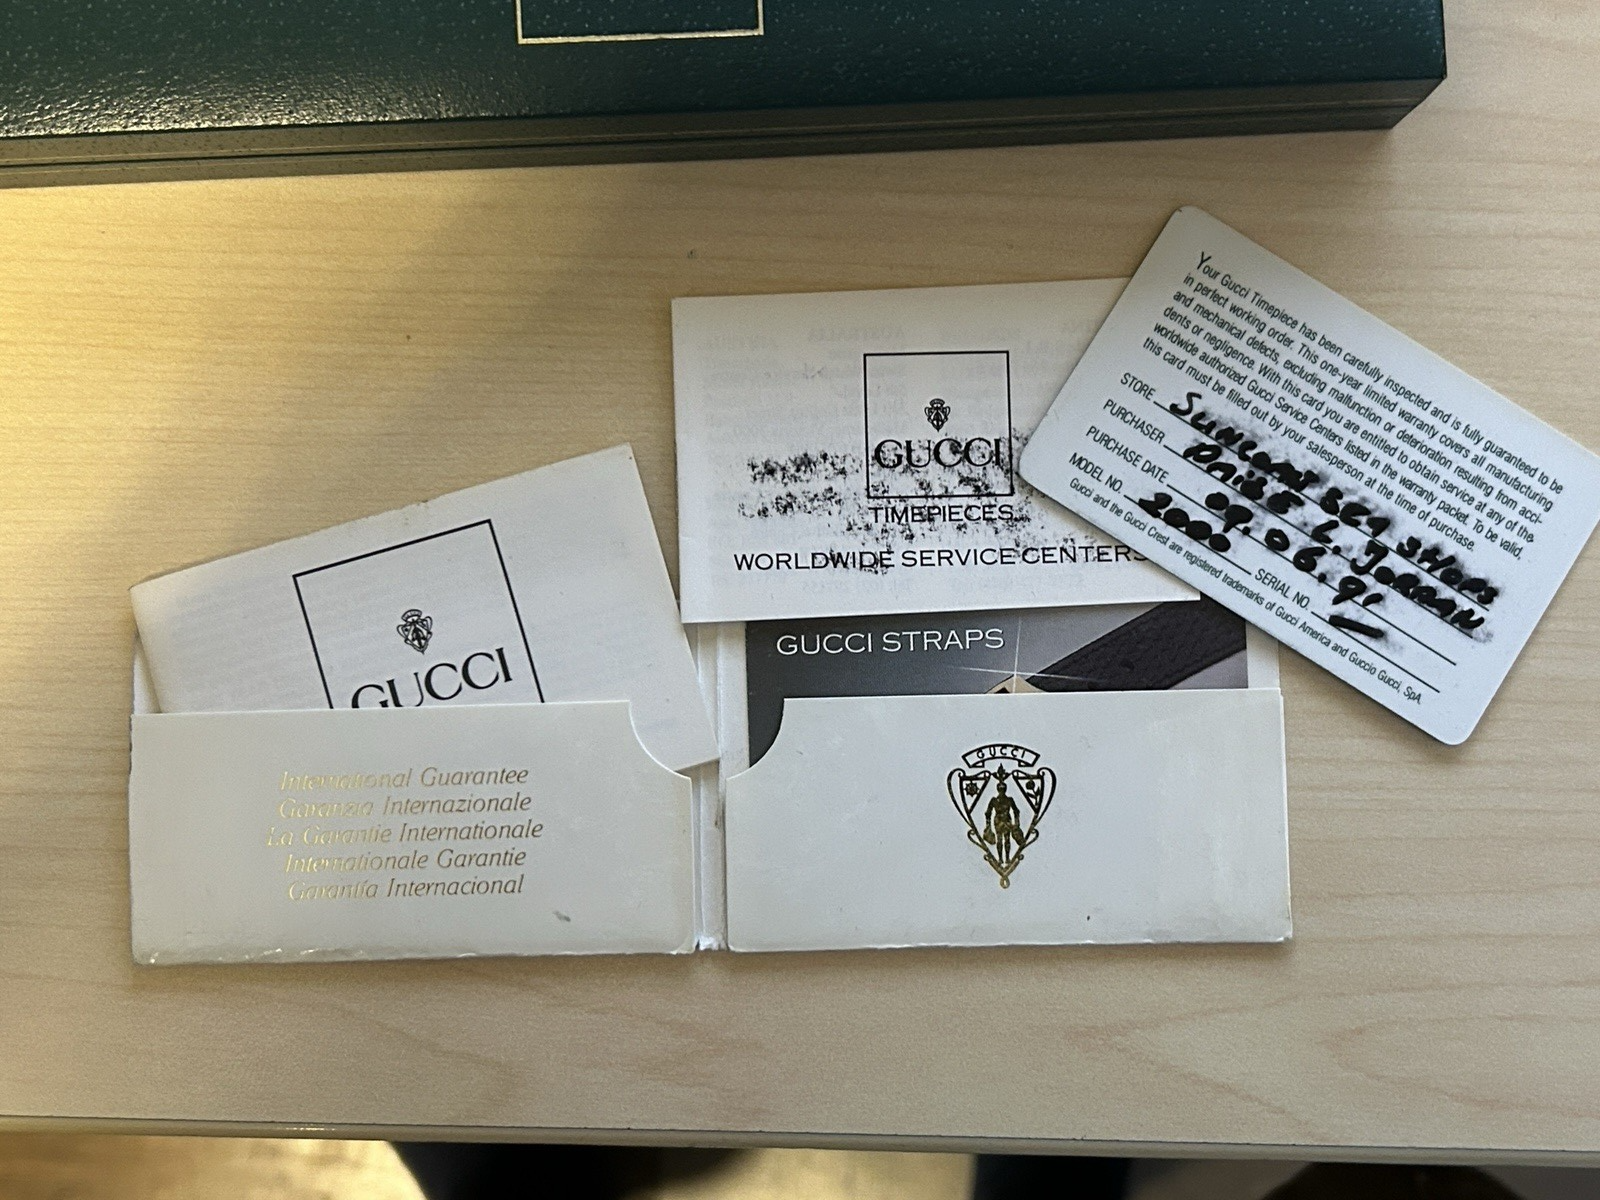 GUCCI
TIMEPIECES
WORLDWIDE SERVICE CENTERS
GUCCI STRAPS
GUCCI
International Guarantee
Garanzia Internazionale
La Garantie Internationale
Internationale Garantie
Garantía Internacional
GUCCI
Your Gucci Timepiece has been carefully inspected and is fully guaranteed to be
in perfect working order. This one-year limited warranty covers all manufacturing
and mechanical defects, excluding malfunction or deterioration resulting from acci-
dents or negligence. With this card you are entitled to obtain service at any of the
worldwide authorized Gucci Service Centers listed in the warranty packet. To be valid,
this card must be filled out by your salesperson at the time of purchase.
STORE SUNCOAST SEA SHOPS
PURCHASER L. JORRAN
PURCHASE DATE 09.06.91
MODEL NO. 2000 SERIAL NO. —
Gucci and the Gucci Crest are registered trademarks of Gucci America and Guccio Gucci, SpA.